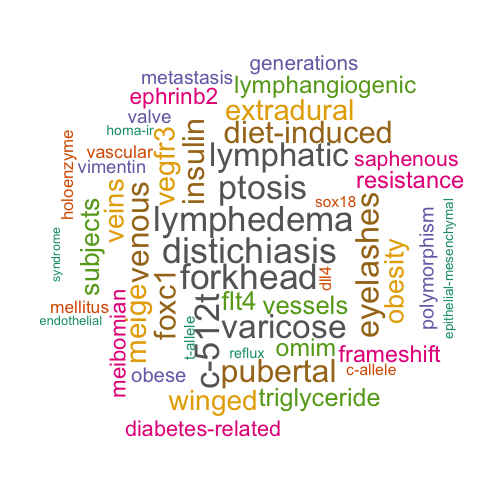 generations
metastasis
lymphangiogenic
ephrinb2
extradural
valve
homa-ir
diet-induced
vascular
lymphatic
saphenous
vimentin
vegfr3
insulin
ptosis
resistance
holoenzyme
veins
venous
sox18
lymphedema
eyelashes
subjects
distichiasis
obesity
polymorphism
epithelial-mesenchymal
syndrome
forkhead
dll4
mellitus
endothelial
meige
foxc1
c-512t
flt4
vessels
varicose
meibomian
t-allele
reflux
omim
frameshift
obese
pubertal
c-allele
winged
triglyceride
diabetes-related